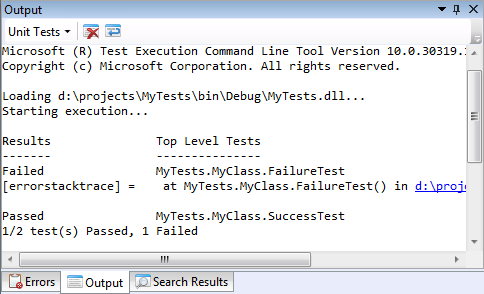 Output
Unit Tests
Microsoft (R) Test Execution Command Line Tool Version 10.0.30319.
Copyright (c) Microsoft Corporation. All rights reserved.
Loading d:\projects\MyTests\bin\Debug\MyTests.dll...
Starting execution...
Results Top Level Tests
------- ---------------
Failed MyTests.MyClass.FailureTest
[errorstacktrace] = at MyTests.MyClass.FailureTest() in d:\proj
Passed MyTests.MyClass.SuccessTest
1/2 test(s) Passed, 1 Failed
Errors Output Search Results